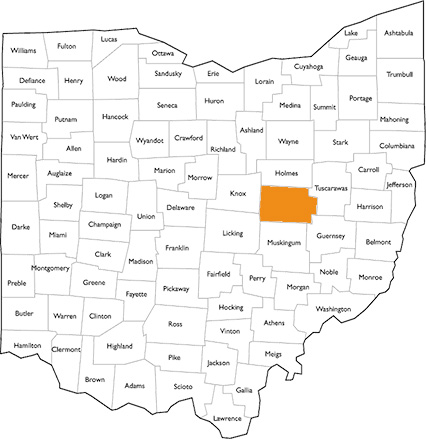 Lake
Ashtabula
Lucas
Fulton
Williams
Ottawa
Geauga
Cuyahoga
Trumbull
Wood
Sandusky
Erie
Lorain
Defiance
Henry
Portage
Paulding
Seneca
Huron
Medina
Summit
Putnam
Hancock
Mahoning
Ashland
Van Wert
Wyandot
Crawford
Wayne
Stark
Columbiana
Allen
Richland
Hardin
Carroll
Mercer
Auglaize
Marion
Morrow
Holmes
Jefferson
Knox
Tuscarawas
Logan
Shelby
Delaware
Harrison
Union
Darke
Champaign
Licking
Guernsey
Miami
Muskingum
Belmont
Franklin
Clark
Madison
Montgomery
Fairfield
Noble
Perry
Monroe
Preble
Greene
Pickaway
Morgan
Fayette
Hocking
Washington
Butler
Warren
Clinton
Ross
Athens
Vinton
Hamilton
Clermont
Highland
Meigs
Pike
Jackson
Brown
Adams
Scioto
Gallia
Lawrence